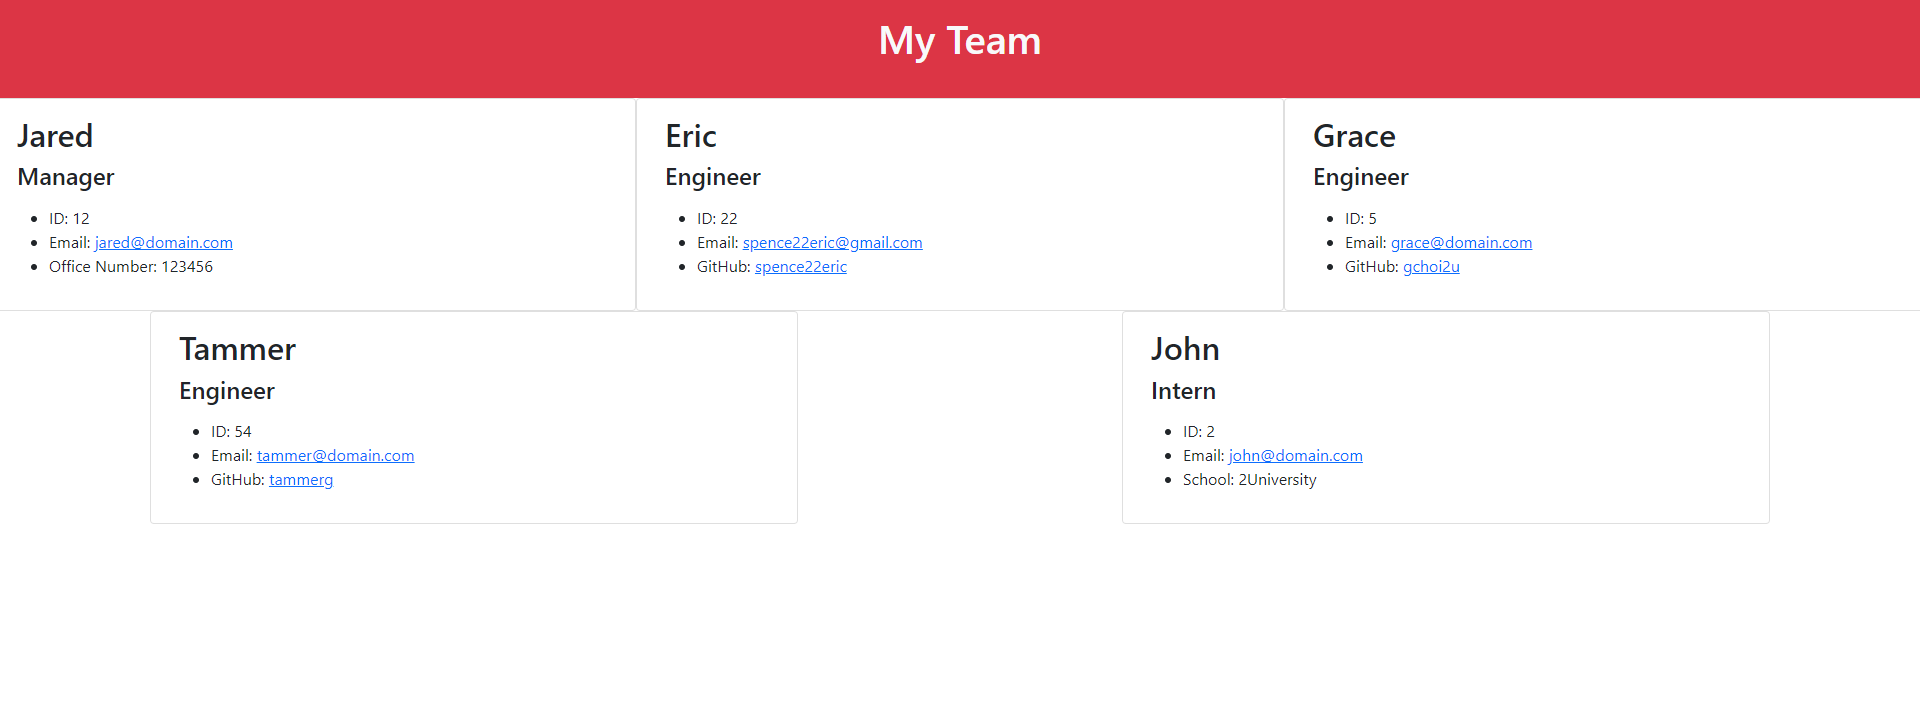 My Team
Jared
Manager
ID: 12
Email: jared@domain.com
Office Number: 123456
Eric
Engineer
ID: 22
Email: spence22eric@gmail.com
GitHub: spence22eric
Grace
Engineer
ID: 5
Email: grace@domain.com
GitHub: gchoi2u
Tammer
Engineer
ID: 54
Email: tammer@domain.com
GitHub: tammerg
John
Intern
ID: 2
Email: john@domain.com
School: 2University